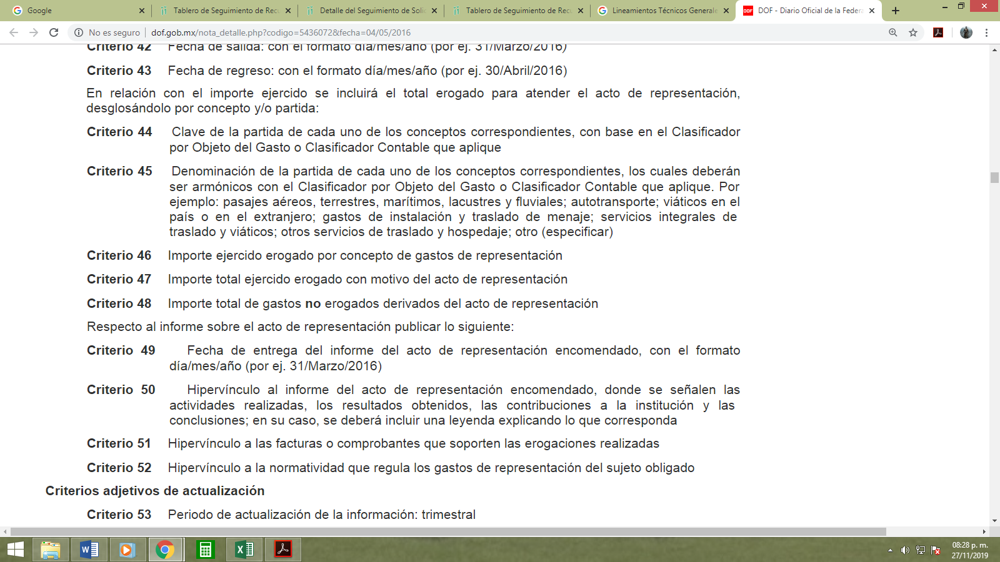 Google
Tablero de Seguimiento de Recu
Detalle del Seguimiento de Solic
Tablero de Seguimiento de Recu
Lineamientos Técnicos Generale
DOF - Diario Oficial de la Federa
No es seguro dof.gob.mx/nota_detalle.php?codigo=5436072&fecha=04/05/2016
Criterio 42 Fecha de salida: con el formato día/mes/año (por ej. 31/Marzo/2016)
Criterio 43 Fecha de regreso: con el formato día/mes/año (por ej. 30/Abril/2016)
En relación con el importe ejercido se incluirá el total erogado para atender el acto de representación,
desglosándolo por concepto y/o partida:
Criterio 44 Clave de la partida de cada uno de los conceptos correspondientes, con base en el Clasificador
por Objeto del Gasto o Clasificador Contable que aplique
Criterio 45 Denominación de la partida de cada uno de los conceptos correspondientes, los cuales deberán
ser armónicos con el Clasificador por Objeto del Gasto o Clasificador Contable que aplique. Por
ejemplo: pasajes aéreos, terrestres, marítimos, lacustres y fluviales; autotransporte; viáticos en el
país o en el extranjero; gastos de instalación y traslado de menaje; servicios integrales de
traslado y viáticos; otros servicios de traslado y hospedaje; otro (especificar)
Criterio 46 Importe ejercido erogado por concepto de gastos de representación
Criterio 47 Importe total ejercido erogado con motivo del acto de representación
Criterio 48 Importe total de gastos no erogados derivados del acto de representación
Respecto al informe sobre el acto de representación publicar lo siguiente:
Criterio 49 Fecha de entrega del informe del acto de representación encomendado, con el formato
día/mes/año (por ej. 31/Marzo/2016)
Criterio 50 Hipervínculo al informe del acto de representación encomendado, donde se señalen las
actividades realizadas, los resultados obtenidos, las contribuciones a la institución y las
conclusiones; en su caso, se deberá incluir una leyenda explicando lo que corresponda
Criterio 51 Hipervínculo a las facturas o comprobantes que soporten las erogaciones realizadas
Criterio 52 Hipervínculo a la normatividad que regula los gastos de representación del sujeto obligado
Criterios adjetivos de actualización
Criterio 53 Periodo de actualización de la información: trimestral
08:28 p. m.
27/11/2019